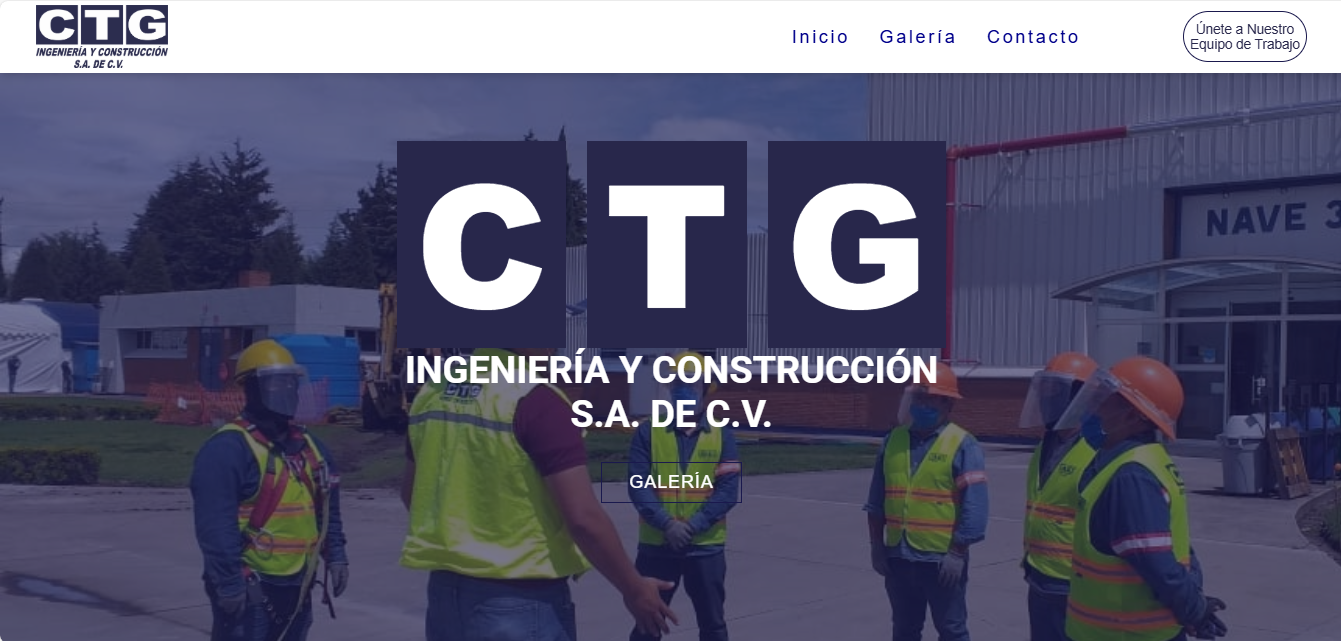 CTG
INGENIERÍA Y CONSTRUCCIÓN
S.A. DE C.V.
Inicio
Galería
Contacto
Únete a Nuestro
Equipo de Trabajo
CTG
INGENIERÍA Y CONSTRUCCIÓN
S.A. DE C.V.
GALERÍA
NAVE 3
CTG